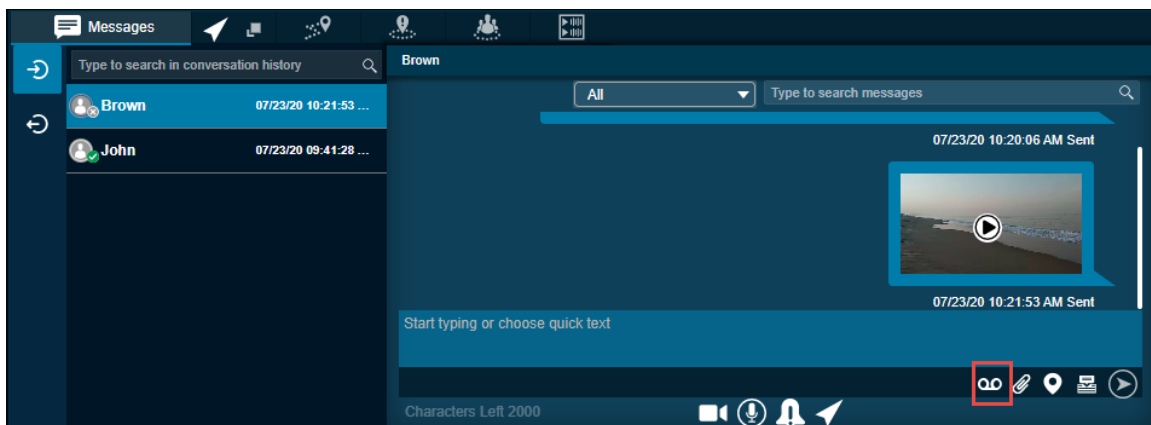 Messages
Type to search in conversation history
Brown 07/23/20 10:21:53 ...
John 07/23/20 09:41:28 ...
Brown
All
Type to search messages
07/23/20 10:20:06 AM Sent
07/23/20 10:21:53 AM Sent
Start typing or choose quick text
Characters Left 2000